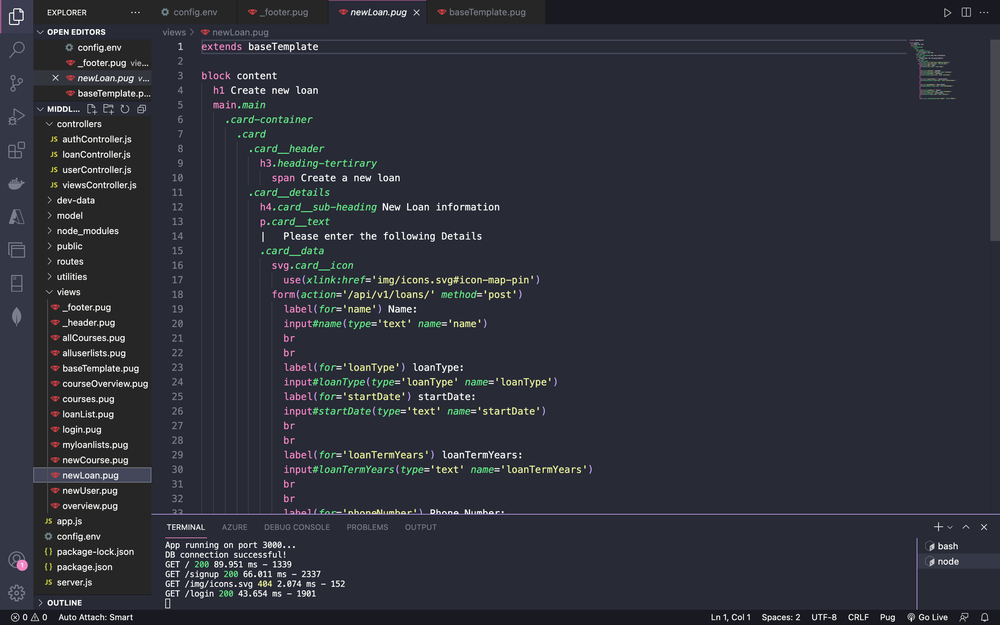 EXPLORER
OPEN EDITORS
config.env
_footer.pug vie...
newLoan.pug v...
baseTemplate.p...
MIDDL...
controllers
JS authController.js
JS loanController.js
JS userController.js
JS viewsController.js
dev-data
model
node_modules
public
routes
utilities
views
_footer.pug
_header.pug
allCourses.pug
alluserlists.pug
baseTemplate.pug
courseOverview.pug
courses.pug
loanList.pug
login.pug
myloanlists.pug
newCourse.pug
newLoan.pug
newUser.pug
overview.pug
JS app.js
config.env
{} package-lock.json
{} package.json
JS server.js
OUTLINE
1
config.env _footer.pug newLoan.pug baseTemplate.pug
views > newLoan.pug
1 extends baseTemplate
2
3 block content
4 h1 Create new loan
5 main.main
6 .card-container
7 .card
8 .card__header
9 h3.heading-tertirary
10 span Create a new loan
11 .card__details
12 h4.card__sub-heading New Loan information
13 p.card__text
14 | Please enter the following Details
15 .card__data
16 svg.card__icon
17 use(xlink:href='img/icons.svg#icon-map-pin')
18 form(action='/api/v1/loans/' method='post')
19 label(for='name') Name:
20 input#name(type='text' name='name')
21 br
22 br
23 label(for='loanType') loanType:
24 input#loanType(type='loanType' name='loanType')
25 label(for='startDate') startDate:
26 input#startDate(type='text' name='startDate')
27 br
28 br
29 label(for='loanTermYears') loanTermYears:
30 input#loanTermYears(type='text' name='loanTermYears')
31 br
32 br
33 label(for='phoneNumber') Phone Number:
TERMINAL AZURE DEBUG CONSOLE PROBLEMS OUTPUT
App running on port 3000...
DB connection successful!
GET / 200 89.951 ms - 1339
GET /signup 200 66.011 ms - 2337
GET /img/icons.svg 404 2.074 ms - 152
GET /login 200 43.654 ms - 1901
bash
node
0 0 Auto Attach: Smart
Ln 1, Col 1 Spaces: 2 UTF-8 CRLF Pug Go Live